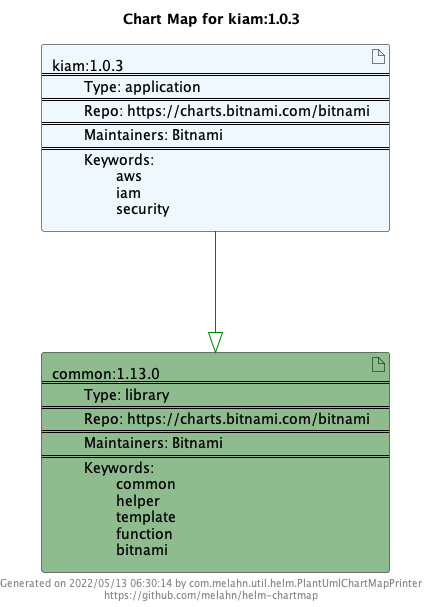 Chart Map for kiam:1.0.3
kiam:1.0.3
Type: application
Repo: https://charts.bitnami.com/bitnami
Maintainers: Bitnami
Keywords:
aws
iam
security
common:1.13.0
Type: library
Repo: https://charts.bitnami.com/bitnami
Maintainers: Bitnami
Keywords:
common
helper
template
function
bitnami
Generated on 2022/05/13 06:30:14 by com.melahn.util.helm.PlantUmlChartMapPrinter
https://github.com/melahn/helm-chartmap